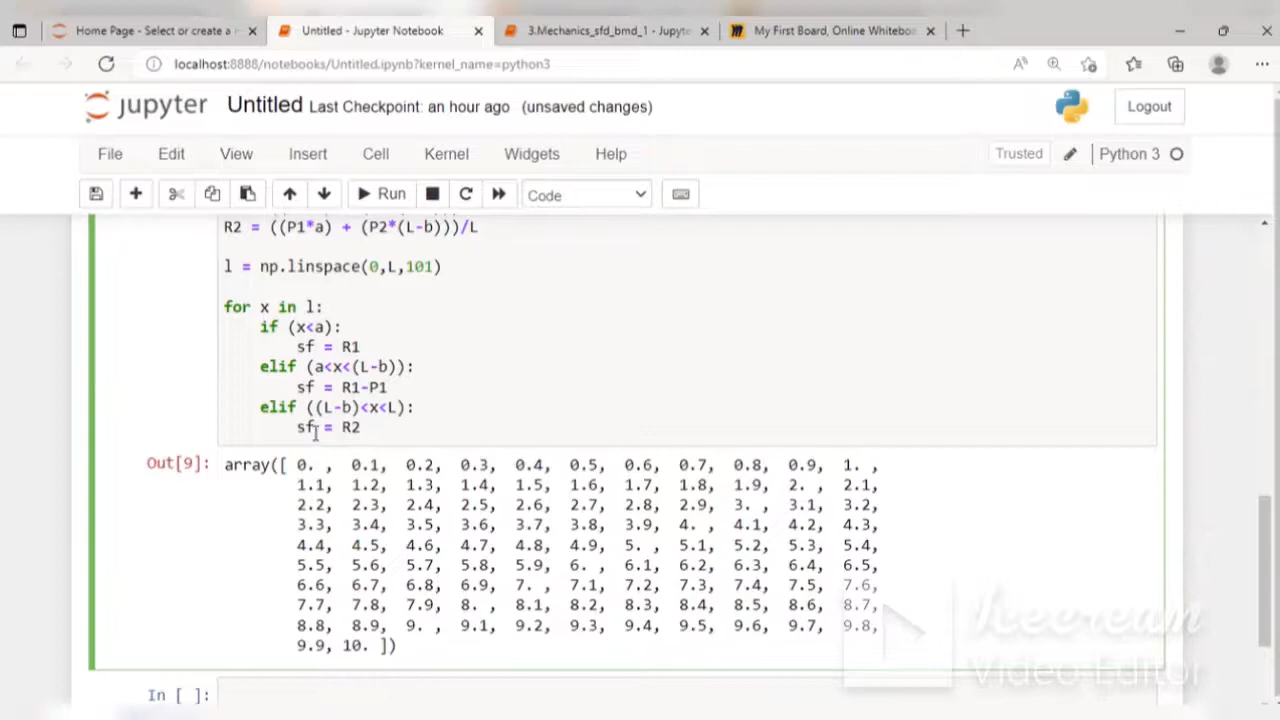 Home Page - Select or create a n
Untitled - Jupyter Notebook
3.Mechanics_sfd_bmd_1 - Jupyte
My First Board, Online Whiteboa
localhost:8888/notebooks/Untitled.ipynb?kernel_name=python3
jupyter Untitled Last Checkpoint: an hour ago (unsaved changes)
Logout
File Edit View Insert Cell Kernel Widgets Help
Trusted
Python 3
Run
Code
R2 = ((P1*a) + (P2*(L-b)))/L
l = np.linspace(0,L,101)
for x in l:
if (x<a):
sf = R1
elif (a<x<(L-b)):
sf = R1-P1
elif ((L-b)<x<L):
sf = R2
Out[9]: array([ 0. , 0.1, 0.2, 0.3, 0.4, 0.5, 0.6, 0.7, 0.8, 0.9, 1. ,
1.1, 1.2, 1.3, 1.4, 1.5, 1.6, 1.7, 1.8, 1.9, 2. , 2.1,
2.2, 2.3, 2.4, 2.5, 2.6, 2.7, 2.8, 2.9, 3. , 3.1, 3.2,
3.3, 3.4, 3.5, 3.6, 3.7, 3.8, 3.9, 4. , 4.1, 4.2, 4.3,
4.4, 4.5, 4.6, 4.7, 4.8, 4.9, 5. , 5.1, 5.2, 5.3, 5.4,
5.5, 5.6, 5.7, 5.8, 5.9, 6. , 6.1, 6.2, 6.3, 6.4, 6.5,
6.6, 6.7, 6.8, 6.9, 7. , 7.1, 7.2, 7.3, 7.4, 7.5, 7.6,
7.7, 7.8, 7.9, 8. , 8.1, 8.2, 8.3, 8.4, 8.5, 8.6, 8.7,
8.8, 8.9, 9. , 9.1, 9.2, 9.3, 9.4, 9.5, 9.6, 9.7, 9.8,
9.9, 10. ])
Icecream
Video Editor
In [ ]: